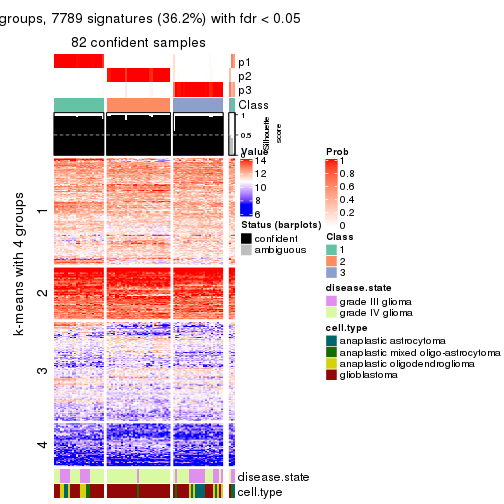 groups, 7789 signatures (36.2%) with fdr < 0.05
82 confident samples
p1
p2
p3
Class
1
0.5
0
Silhouette
score
k-means with 4 groups
1
2
3
4
disease.state
cell.type
Value
14
12
10
8
6
Status (barplots)
confident
ambiguous
Prob
1
0.8
0.6
0.4
0.2
0
Class
1
2
3
disease.state
grade III glioma
grade IV glioma
cell.type
anaplastic astrocytoma
anaplastic mixed oligo-astrocytoma
anaplastic oligodendroglioma
glioblastoma